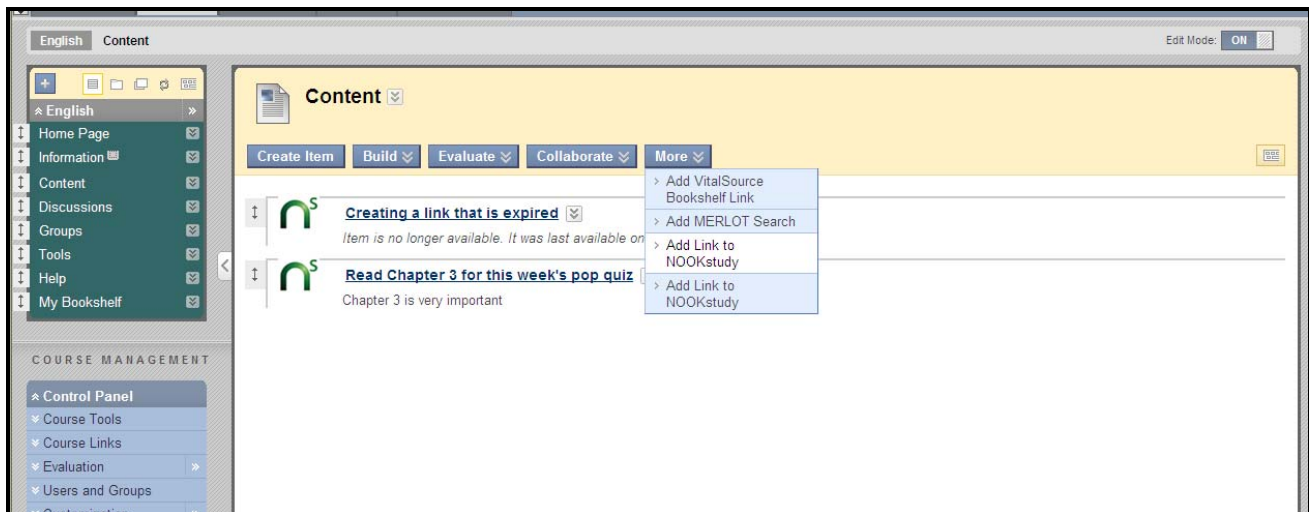 English Content
Edit Mode: ON
English
Home Page
Information
Content
Discussions
Groups
Tools
Help
My Bookshelf
COURSE MANAGEMENT
Control Panel
Course Tools
Course Links
Evaluation
Users and Groups
Content
Create Item Build Evaluate Collaborate More
Add VitalSource
Bookshelf Link
Add MERLOT Search
Add Link to
NOOKstudy
Add Link to
NOOKstudy
nS
Creating a link that is expired
Item is no longer available. It was last available on
nS
Read Chapter 3 for this week's pop quiz
Chapter 3 is very important